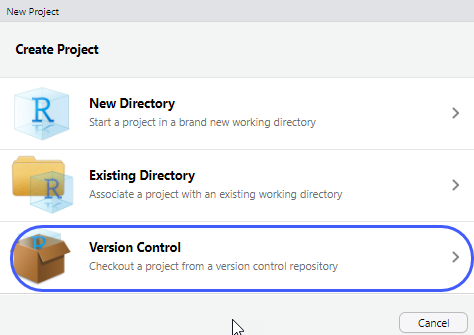 New Project
Create Project
R
New Directory
Start a project in a brand new working directory
R
Existing Directory
Associate a project with an existing working directory
R
Version Control
Checkout a project from a version control repository
Cancel